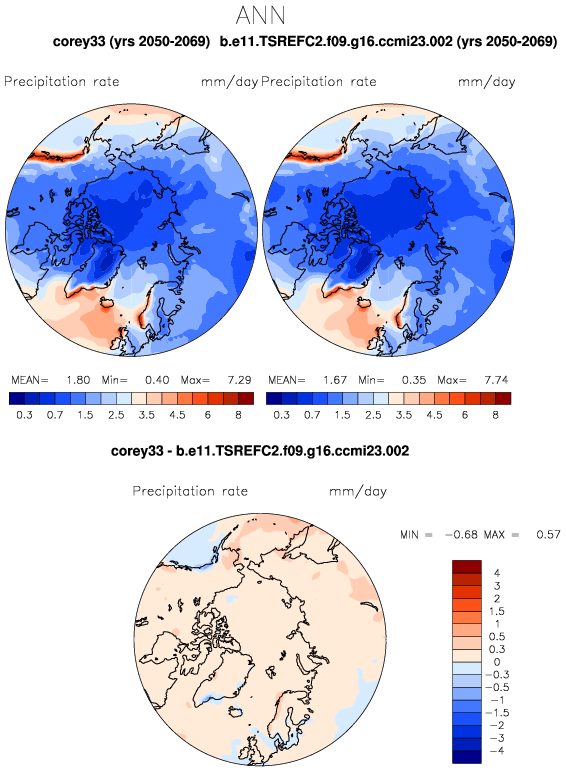 ANN
corey33 (yrs 2050-2069) b.e11.TSREFC2.f09.g16.ccmi23.002 (yrs 2050-2069)
Precipitation rate mm/day Precipitation rate mm/day
MEAN= 1.80 Min= 0.40 Max= 7.29 MEAN= 1.67 Min= 0.35 Max= 7.74
0.3 0.7 1.5 2.5 3.5 4.5 6 8 0.3 0.7 1.5 2.5 3.5 4.5 6 8
corey33 - b.e11.TSREFC2.f09.g16.ccmi23.002
Precipitation rate mm/day
MIN = -0.68 MAX = 0.57
4
3
2
1.5
1
0.5
0.3
0
-0.3
-0.5
-1
-1.5
-2
-3
-4